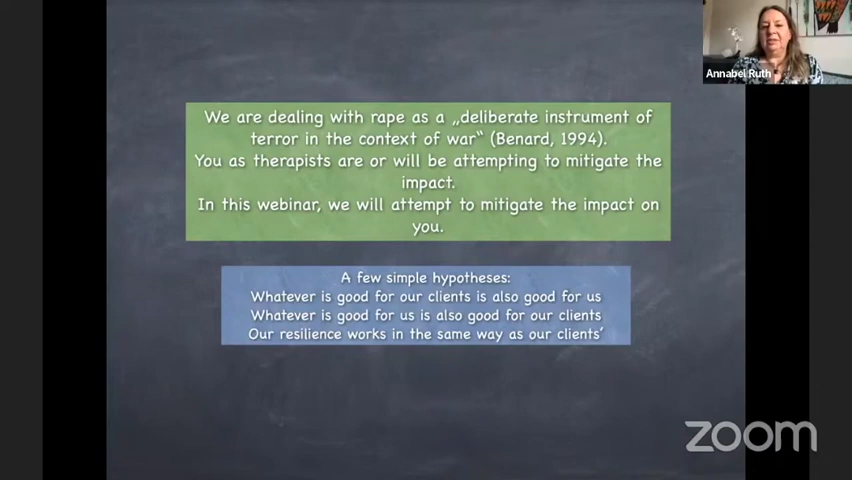 Annabel Ruth
We are dealing with rape as a „deliberate instrument of
terror in the context of war“ (Benard, 1994).
You as therapists are or will be attempting to mitigate the
impact.
In this webinar, we will attempt to mitigate the impact on
you.
A few simple hypotheses:
Whatever is good for our clients is also good for us
Whatever is good for us is also good for our clients
Our resilience works in the same way as our clients’
zoom